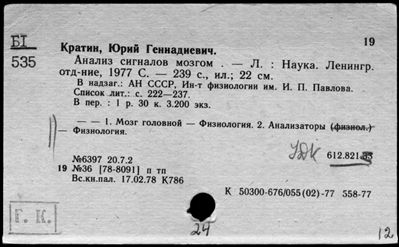 БІ
535
19
Кратин, Юрий Геннадиевич.
Анализ сигналов мозгом . — Л. : Наука. Ленингр.
отд-ние, 1977 С. — 239 с., ил.; 22 см.
В надзаг.: АН СССР, Ин-т физиологии им. И. П. Павлова.
Список лит.: с. 222—237.
В пер. : 1 р. 30 к. 3.200 экз.
— — 1. Мозг головной — Физиология. 2. Анализаторы (физиол.)
— Физиология.
УДК 612.821.
№6397 20.7.2
19 №36 [78-8091] п тп
Вс.кн.пал. 17.02.78 К786
К 50300-676/055(02)-77 558-77
Г. К.
24
12